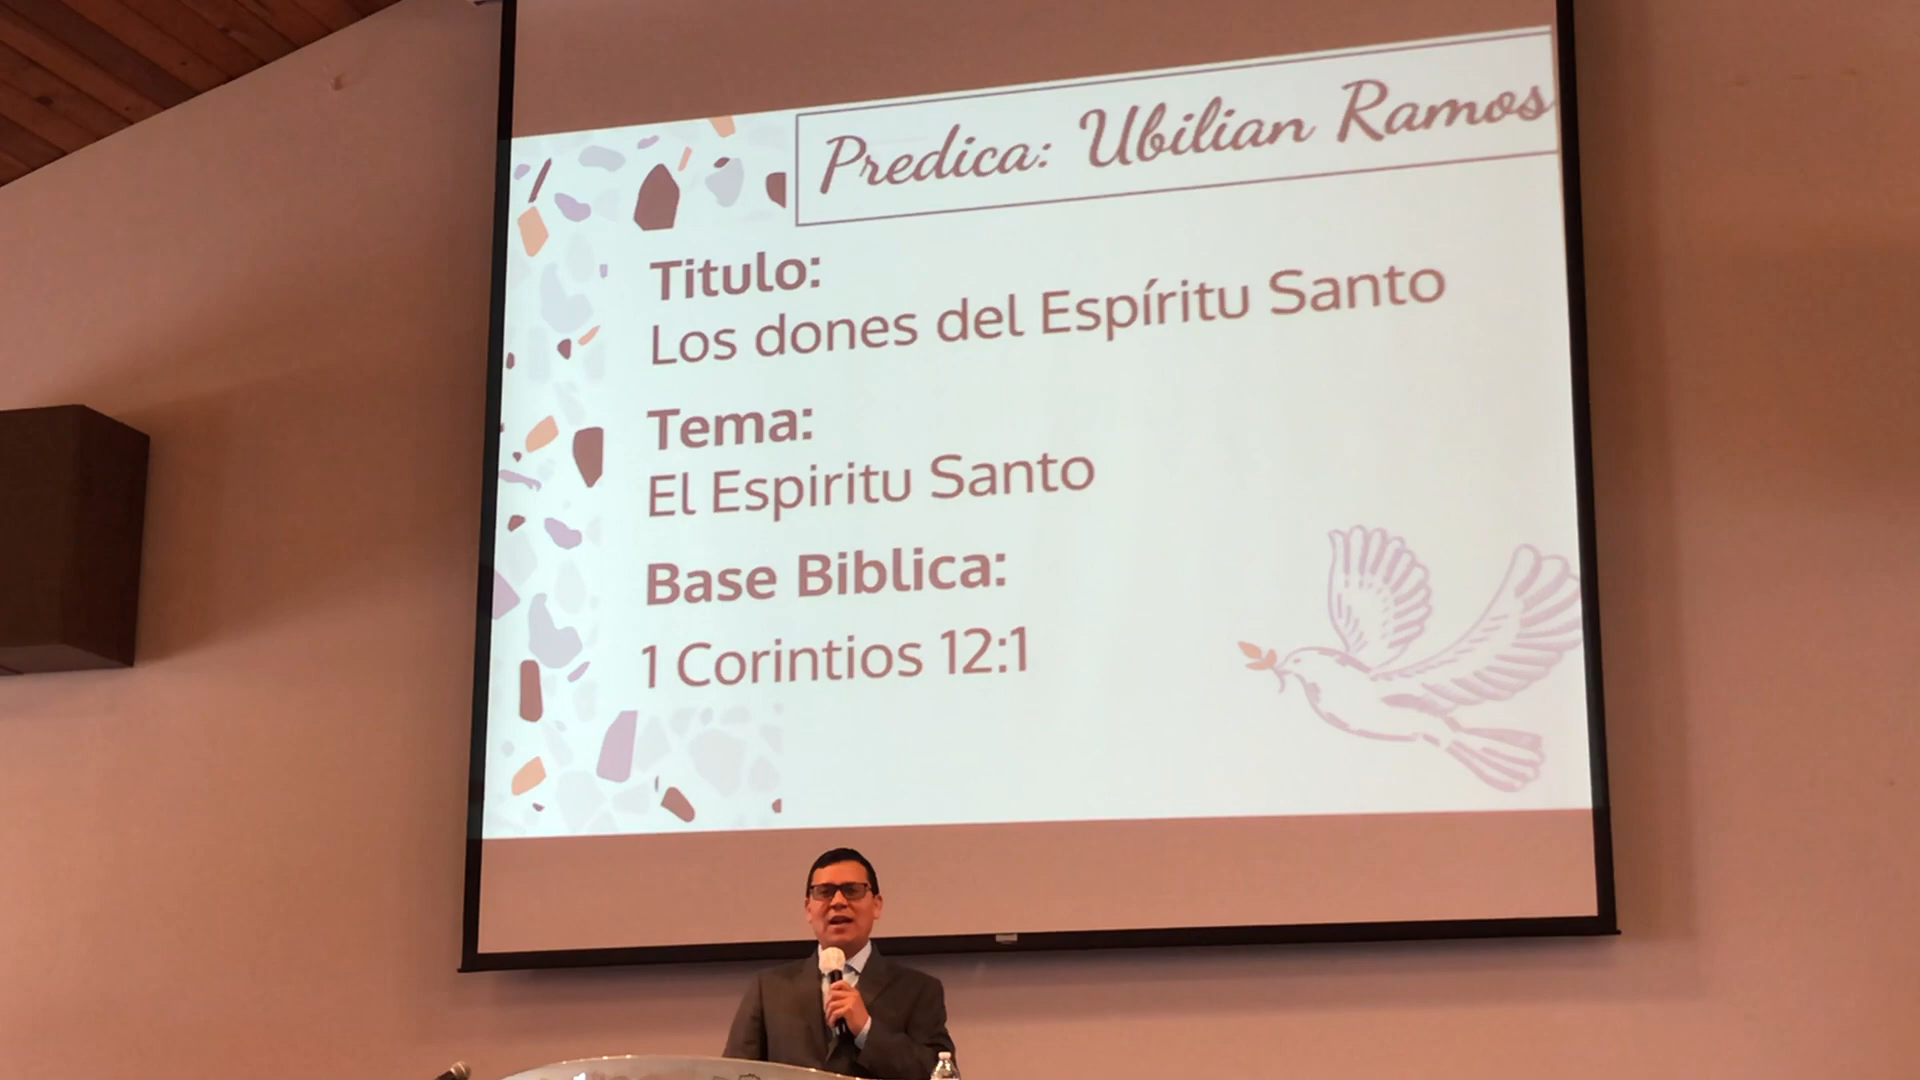 Predica: Ubilian Ramos
Titulo:
Los dones del Espíritu Santo
Tema:
El Espiritu Santo
Base Biblica:
1 Corintios 12:1